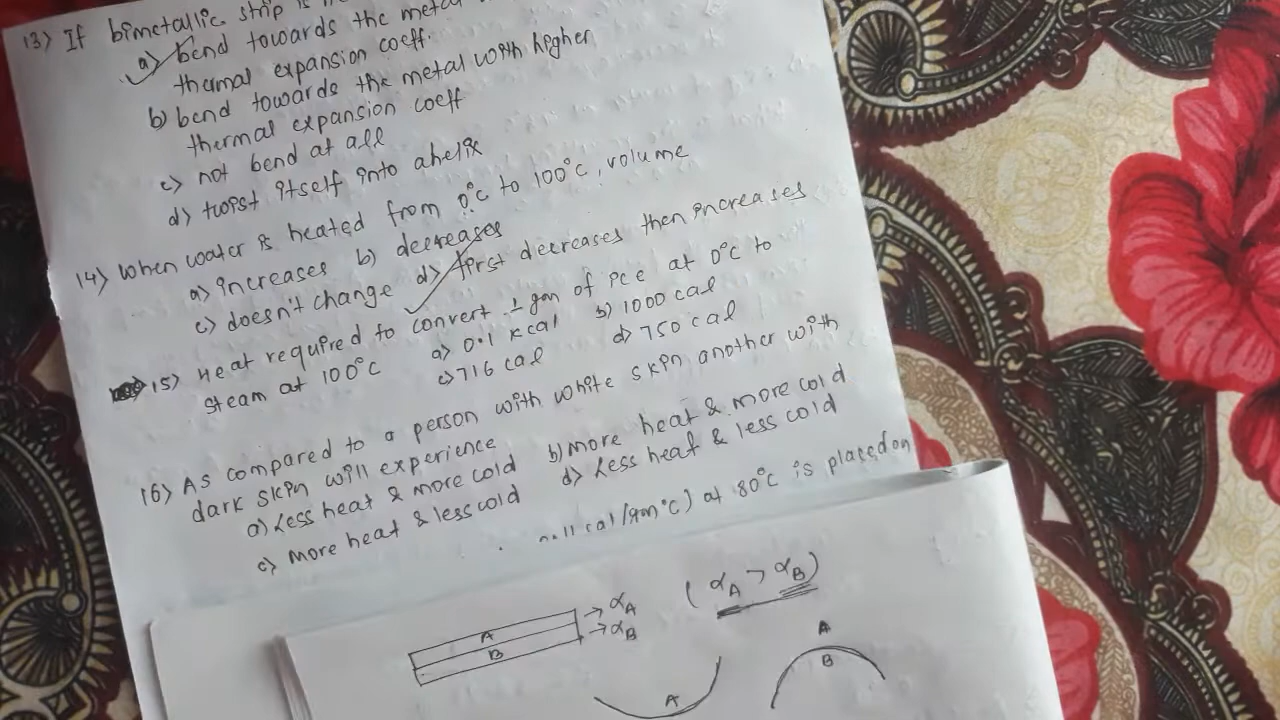 13) If bimetallic strip is
a) bend towards the metal
thermal expansion coeff.
b) bend towards the metal with higher
thermal expansion coeff
c) not bend at all
d) twist itself into a helix
14) When water is heated from 0°C to 100°C, volume
a) increases b) decreases
c) doesn't change d) first decreases then increases
15) Heat required to convert 1 gm of ice at 0°C to
steam at 100°C a) 0.1 kcal b) 1000 cal
c) 716 cal d) 750 cal
16) As compared to a person with white skin, another with
dark skin will experience
a) Less heat & more cold b) more heat & more cold
c) more heat & less cold d) Less heat & less cold
cal/gm°C) at 80°C is placed on
A → αA (αA > αB)
B → αB
A
A B